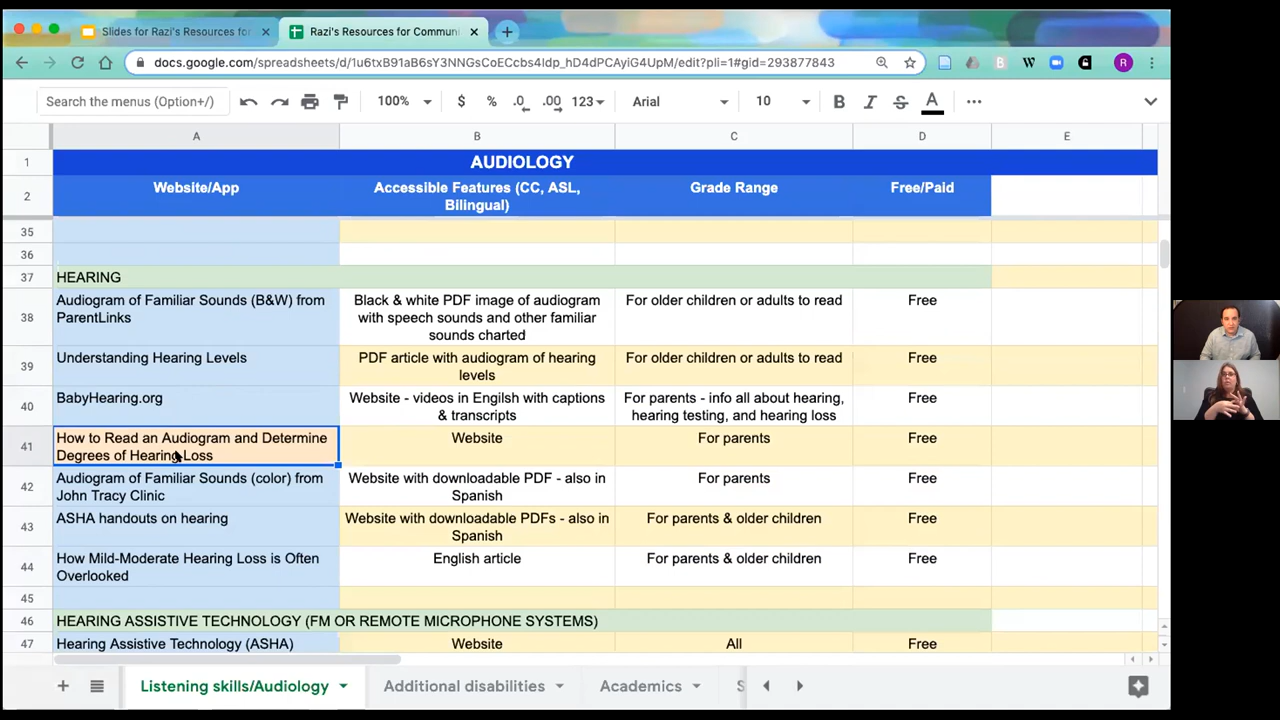 Slides for Razi's Resources for
Razi's Resources for Communi
docs.google.com/spreadsheets/d/1u6txB91aB6sY3NNGsCoECcbs4Idp_hD4dPCAyiG4UpM/edit?pli=1#gid=293877843
W
R
Search the menus (Option+/)
100%
$
%
.0
.00
123
Arial
10
B
I
S
A
A
B
C
D
E
1
AUDIOLOGY
2
Website/App
Accessible Features (CC, ASL,
Bilingual)
Grade Range
Free/Paid
35
36
37
HEARING
38
Audiogram of Familiar Sounds (B&W) from
ParentLinks
Black & white PDF image of audiogram
with speech sounds and other familiar
sounds charted
For older children or adults to read
Free
39
Understanding Hearing Levels
PDF article with audiogram of hearing
levels
For older children or adults to read
Free
40
BabyHearing.org
Website - videos in Engilsh with captions
& transcripts
For parents - info all about hearing,
hearing testing, and hearing loss
Free
41
How to Read an Audiogram and Determine
Degrees of Hearing Loss
Website
For parents
Free
42
Audiogram of Familiar Sounds (color) from
John Tracy Clinic
Website with downloadable PDF - also in
Spanish
For parents
Free
43
ASHA handouts on hearing
Website with downloadable PDFs - also in
Spanish
For parents & older children
Free
44
How Mild-Moderate Hearing Loss is Often
Overlooked
English article
For parents & older children
Free
45
46
HEARING ASSISTIVE TECHNOLOGY (FM OR REMOTE MICROPHONE SYSTEMS)
47
Hearing Assistive Technology (ASHA)
Website
All
Free
Listening skills/Audiology
Additional disabilities
Academics
S